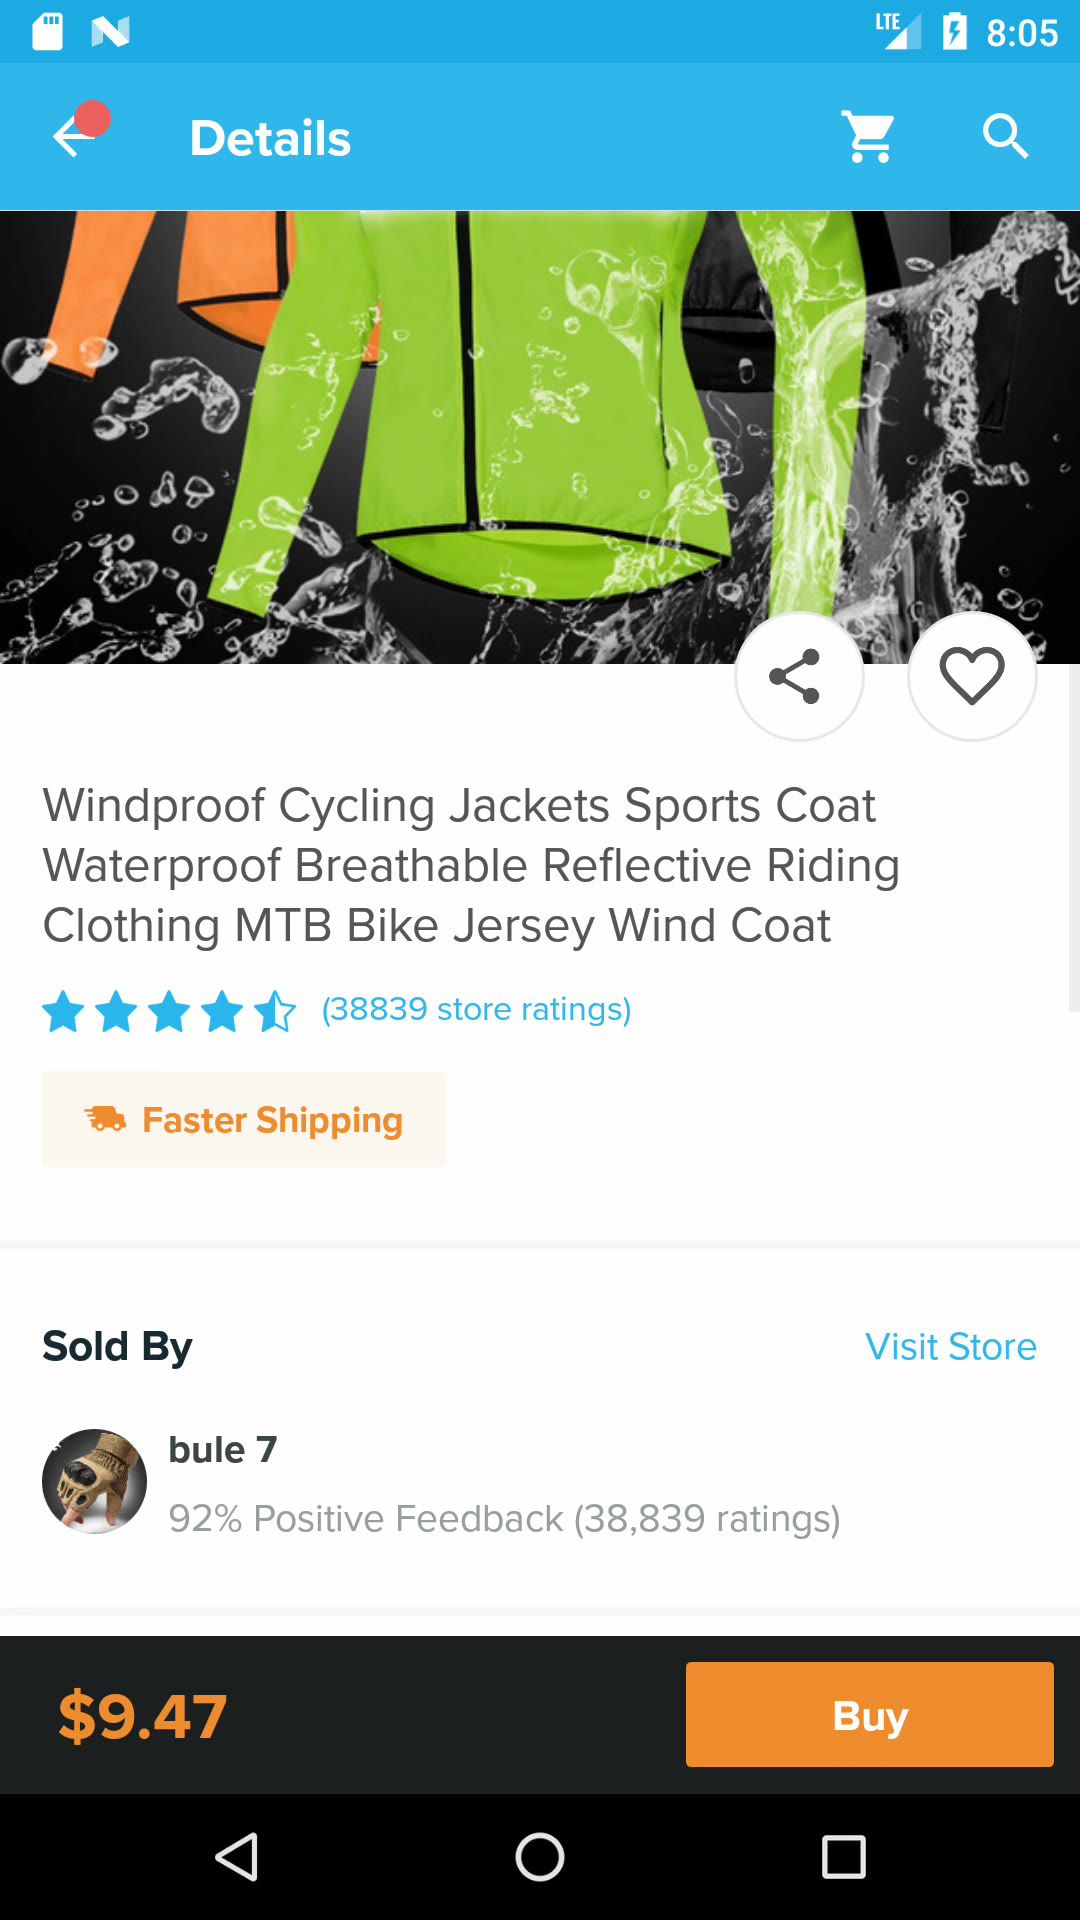 LTE 8:05
Details
Windproof Cycling Jackets Sports Coat
Waterproof Breathable Reflective Riding
Clothing MTB Bike Jersey Wind Coat
(38839 store ratings)
Faster Shipping
Sold By Visit Store
bule 7
92% Positive Feedback (38,839 ratings)
$9.47 Buy